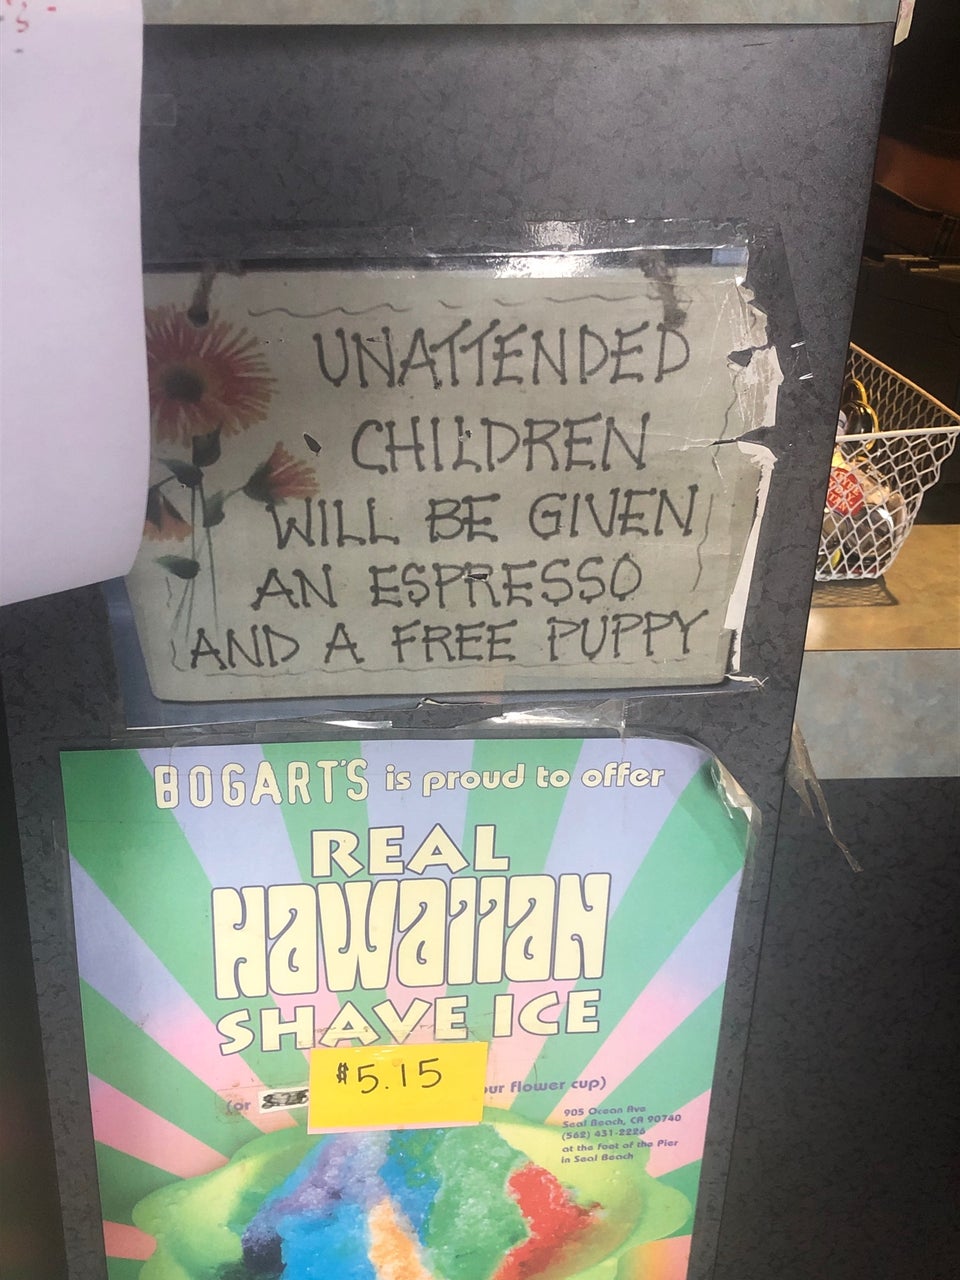 UNATTENDED
CHILDREN
WILL BE GIVEN
AN ESPRESSO
AND A FREE PUPPY
BOGART'S is proud to offer
REAL
HAWAIIAN
SHAVE ICE
$5.15
(or
ur flower cup)
905 Ocean Ave
Seal Beach, CA 90740
(562) 431-2226
at the foot of the Pier
in Seal Beach